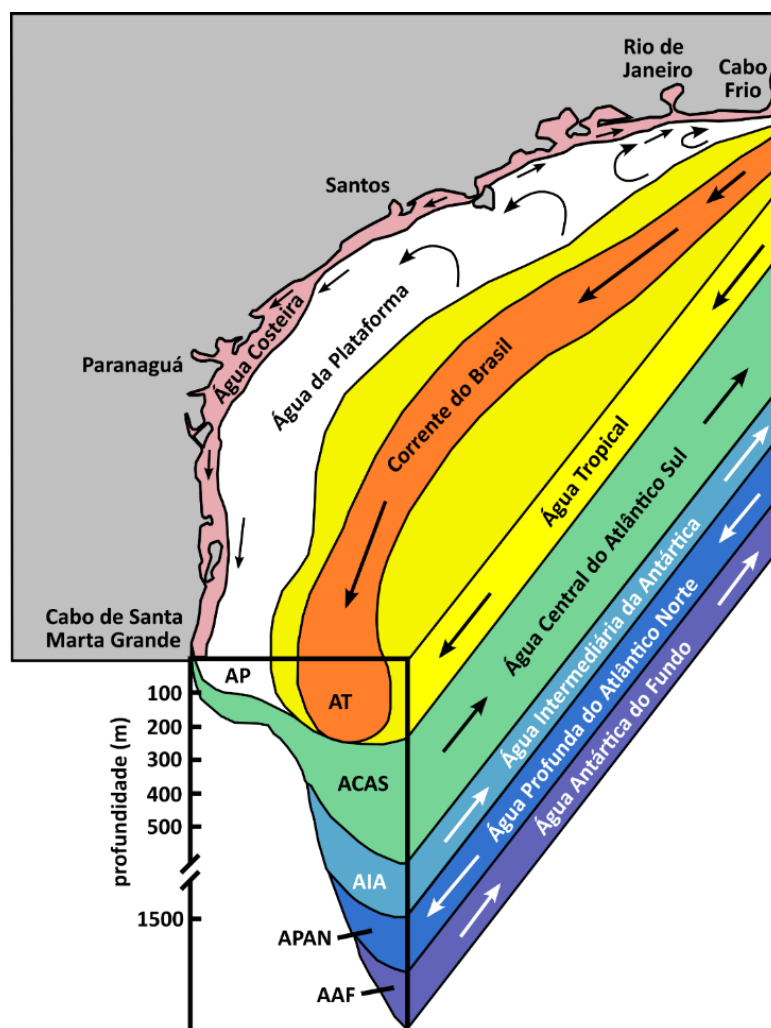 Rio de
Janeiro
Cabo
Frio
Santos
Paranaguá
Água Costeira
Água da Plataforma
Corrente do Brasil
Água Tropical
Água Central do Atlântico Sul
Água Intermediária da Antártica
Água Profunda do Atlântico Norte
Água Antártica do Fundo
Cabo de Santa
Marta Grande
AP
AT
ACAS
AIA
APAN
AAF
profundidade (m)
100
200
300
400
500
1500